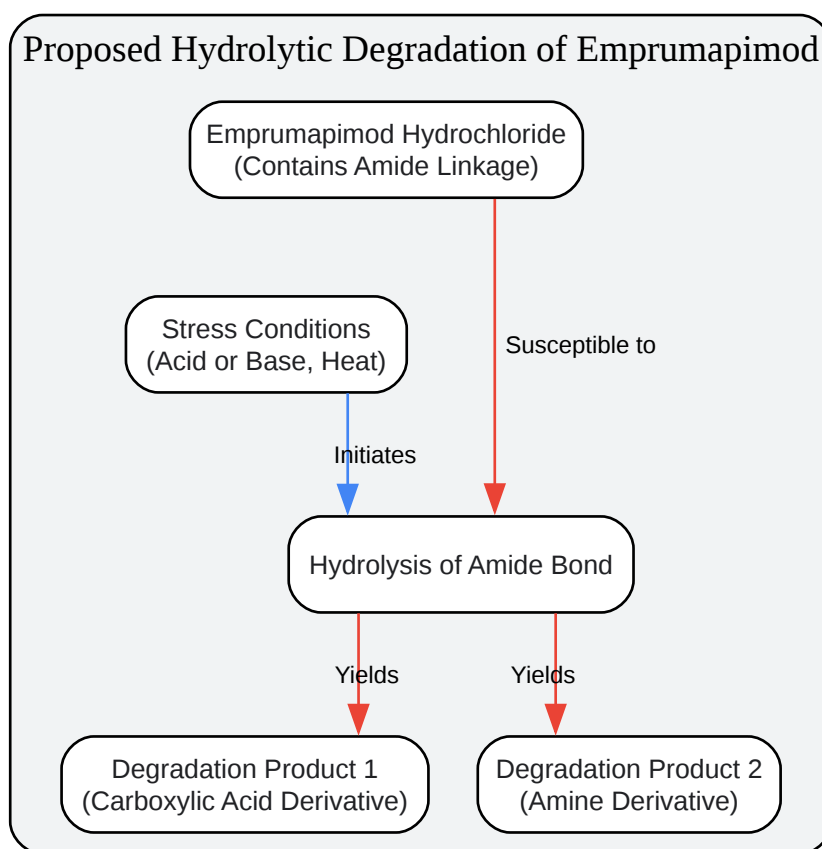 Proposed Hydrolytic Degradation of Emprumapimod
Emprumapimod Hydrochloride
(Contains Amide Linkage)
Stress Conditions
(Acid or Base, Heat)
Susceptible to
Initiates
Hydrolysis of Amide Bond
Yields
Yields
Degradation Product 1
(Carboxylic Acid Derivative)
Degradation Product 2
(Amine Derivative)